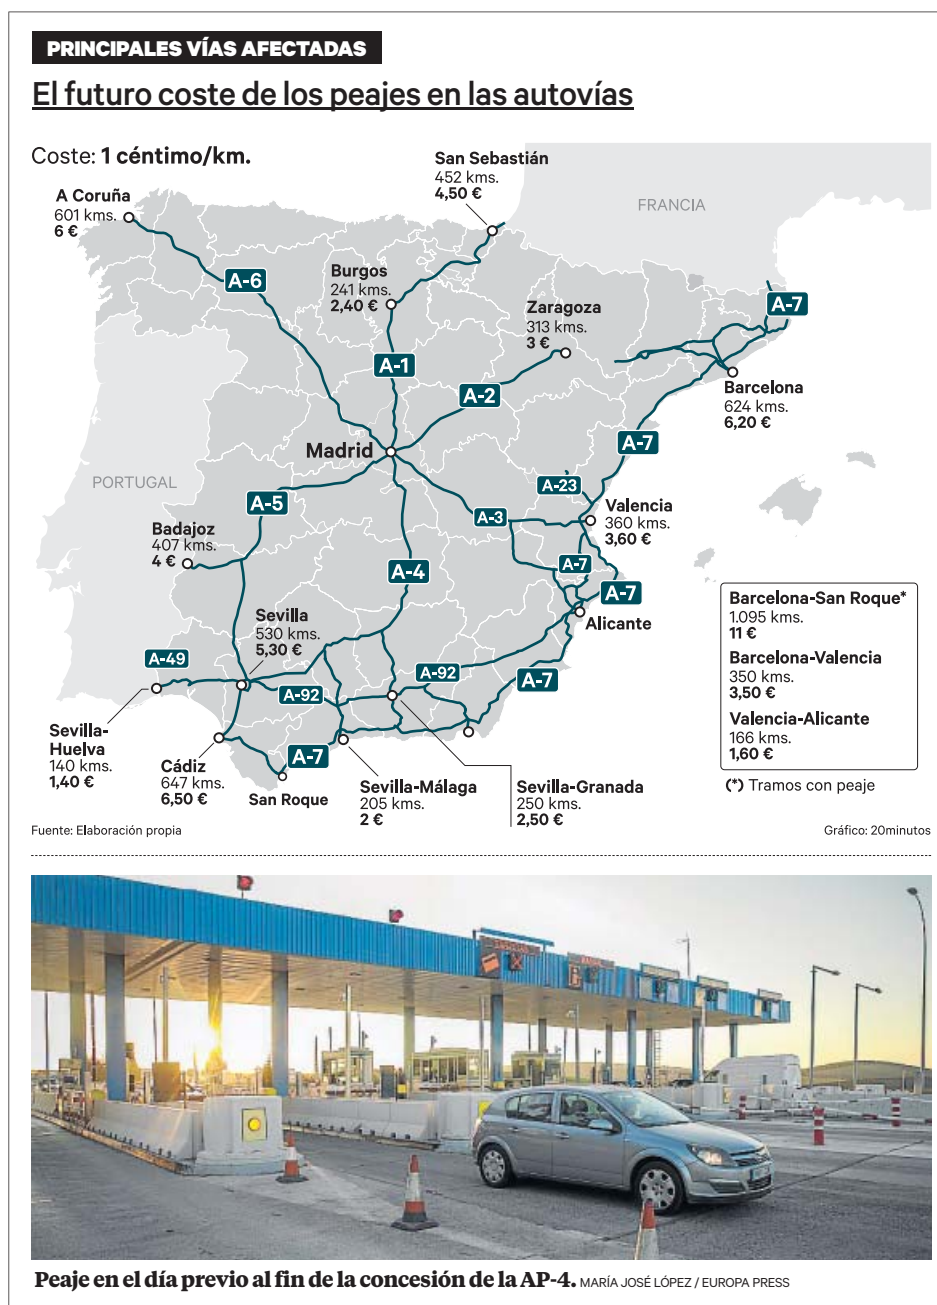 PRINCIPALES VÍAS AFECTADAS
El futuro coste de los peajes en las autovías
Coste: 1 céntimo/km.
San Sebastián
452 kms.
4,50 €
FRANCIA
A Coruña
601 kms.
6 €
A-6
Burgos
241 kms.
2,40 €
Zaragoza
313 kms.
3 €
A-7
A-1
A-2
Barcelona
624 kms.
6,20 €
Madrid
A-7
PORTUGAL
A-5
A-23
A-3
Valencia
360 kms.
3,60 €
Badajoz
407 kms.
4 €
A-4
A-7
A-7
Alicante
Sevilla
530 kms.
5,30 €
A-49
A-92
A-92
A-7
Barcelona-San Roque*
1.095 kms.
11 €
Barcelona-Valencia
350 kms.
3,50 €
Valencia-Alicante
166 kms.
1,60 €
(*) Tramos con peaje
Sevilla-
Huelva
140 kms.
1,40 €
Cádiz
647 kms.
6,50 €
A-7
San Roque
Sevilla-Málaga
205 kms.
2 €
Sevilla-Granada
250 kms.
2,50 €
Fuente: Elaboración propia
Gráfico: 20minutos
Peaje en el día previo al fin de la concesión de la AP-4. MARÍA JOSÉ LÓPEZ / EUROPA PRESS